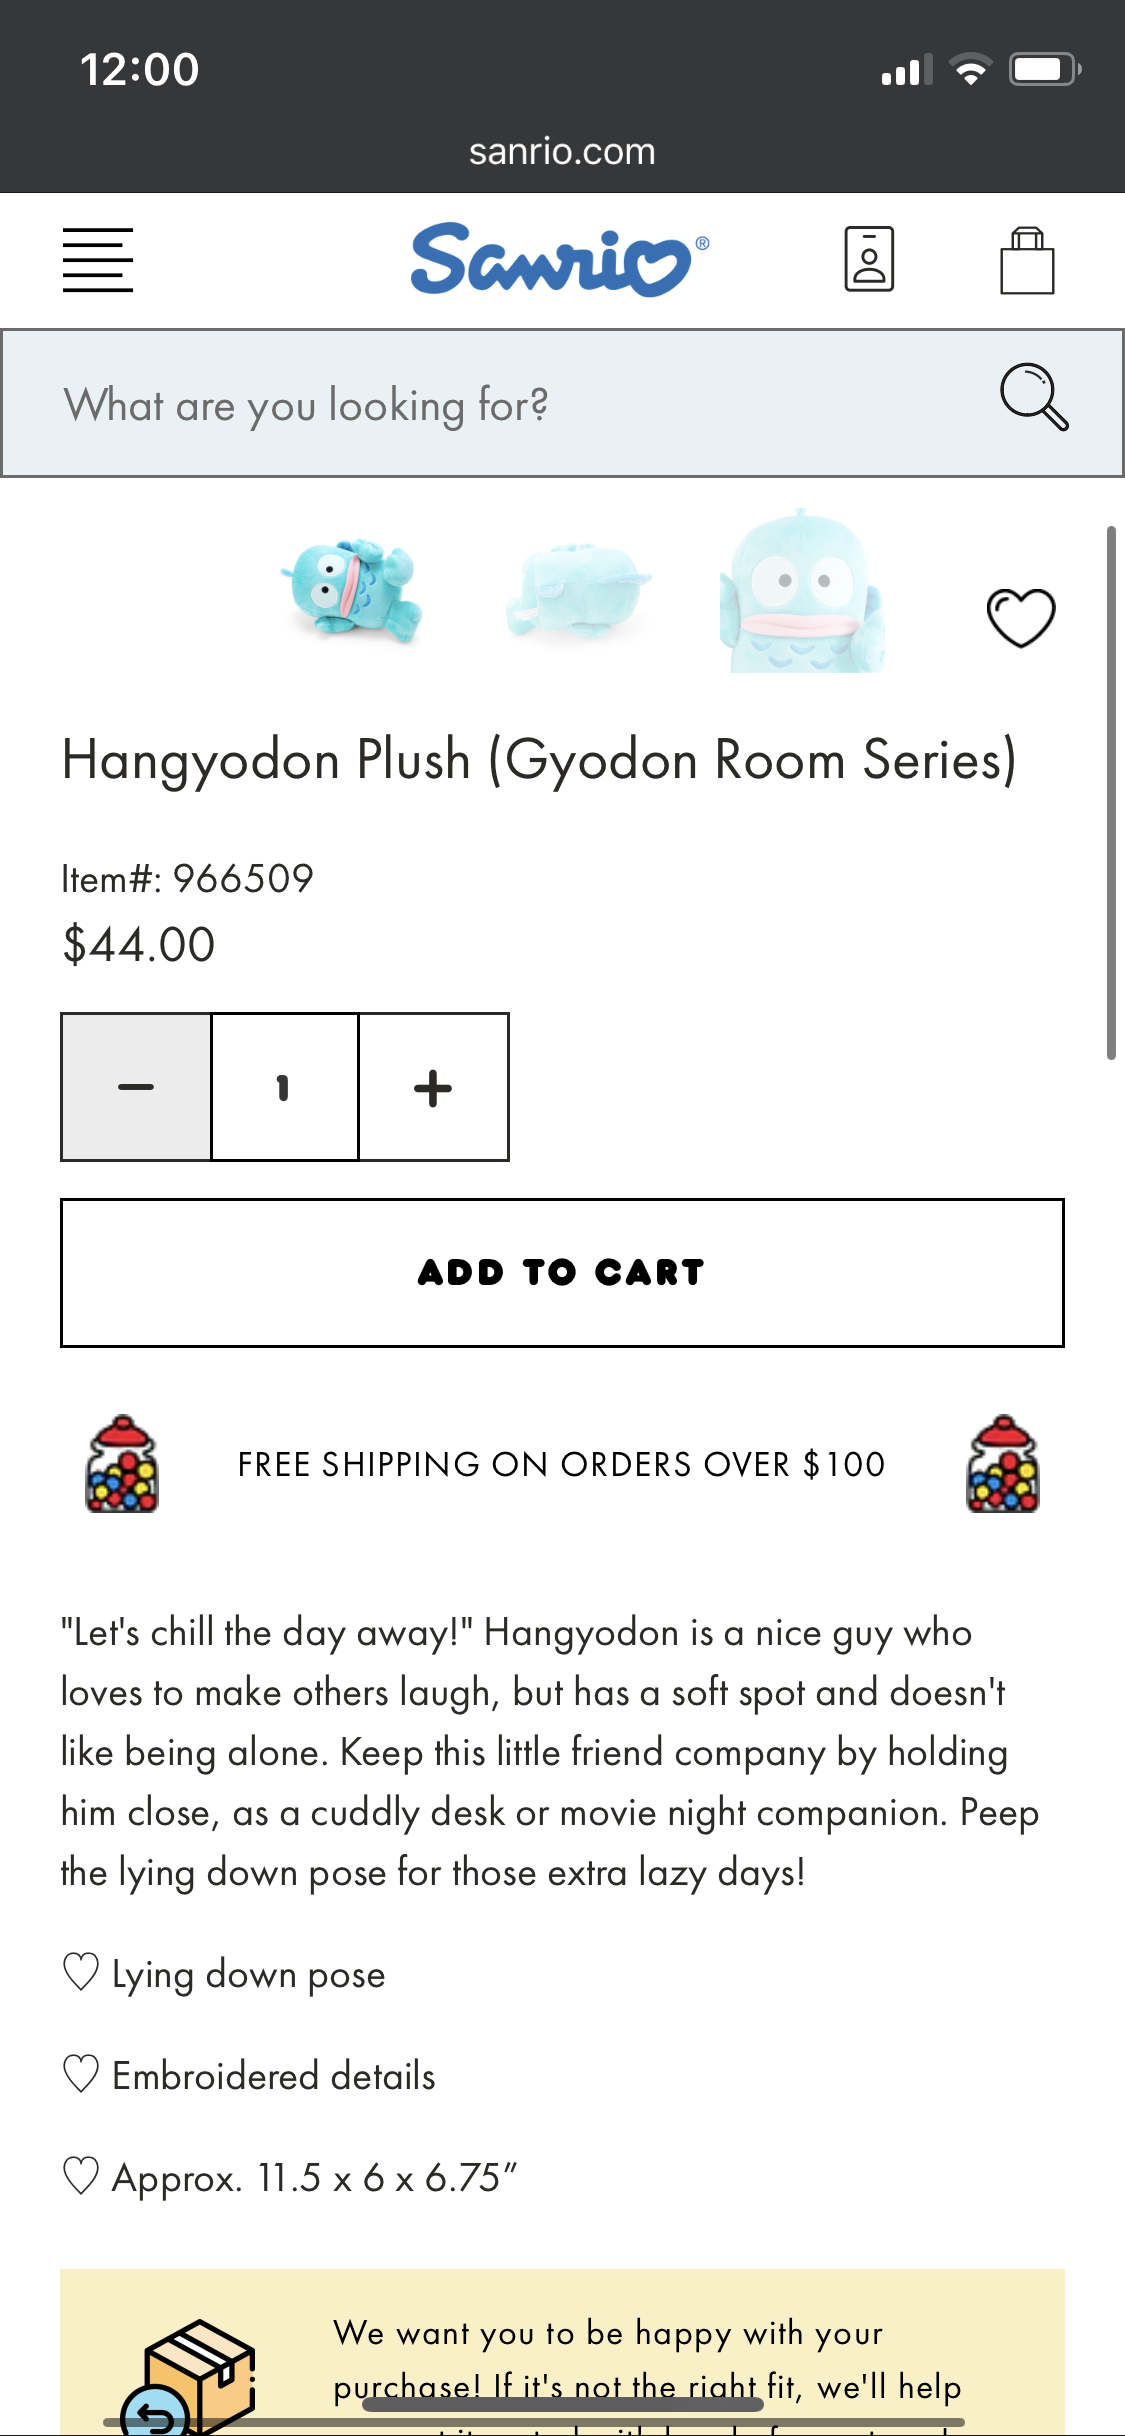 12:00
sanrio.com
Sanrio®
What are you looking for?
Hangyodon Plush (Gyodon Room Series)
Item#: 966509
$44.00
− 1 +
ADD TO CART
FREE SHIPPING ON ORDERS OVER $100
"Let's chill the day away!" Hangyodon is a nice guy who
loves to make others laugh, but has a soft spot and doesn't
like being alone. Keep this little friend company by holding
him close, as a cuddly desk or movie night companion. Peep
the lying down pose for those extra lazy days!
♡ Lying down pose
♡ Embroidered details
♡ Approx. 11.5 x 6 x 6.75”
We want you to be happy with your
purchase! If it's not the right fit, we'll help